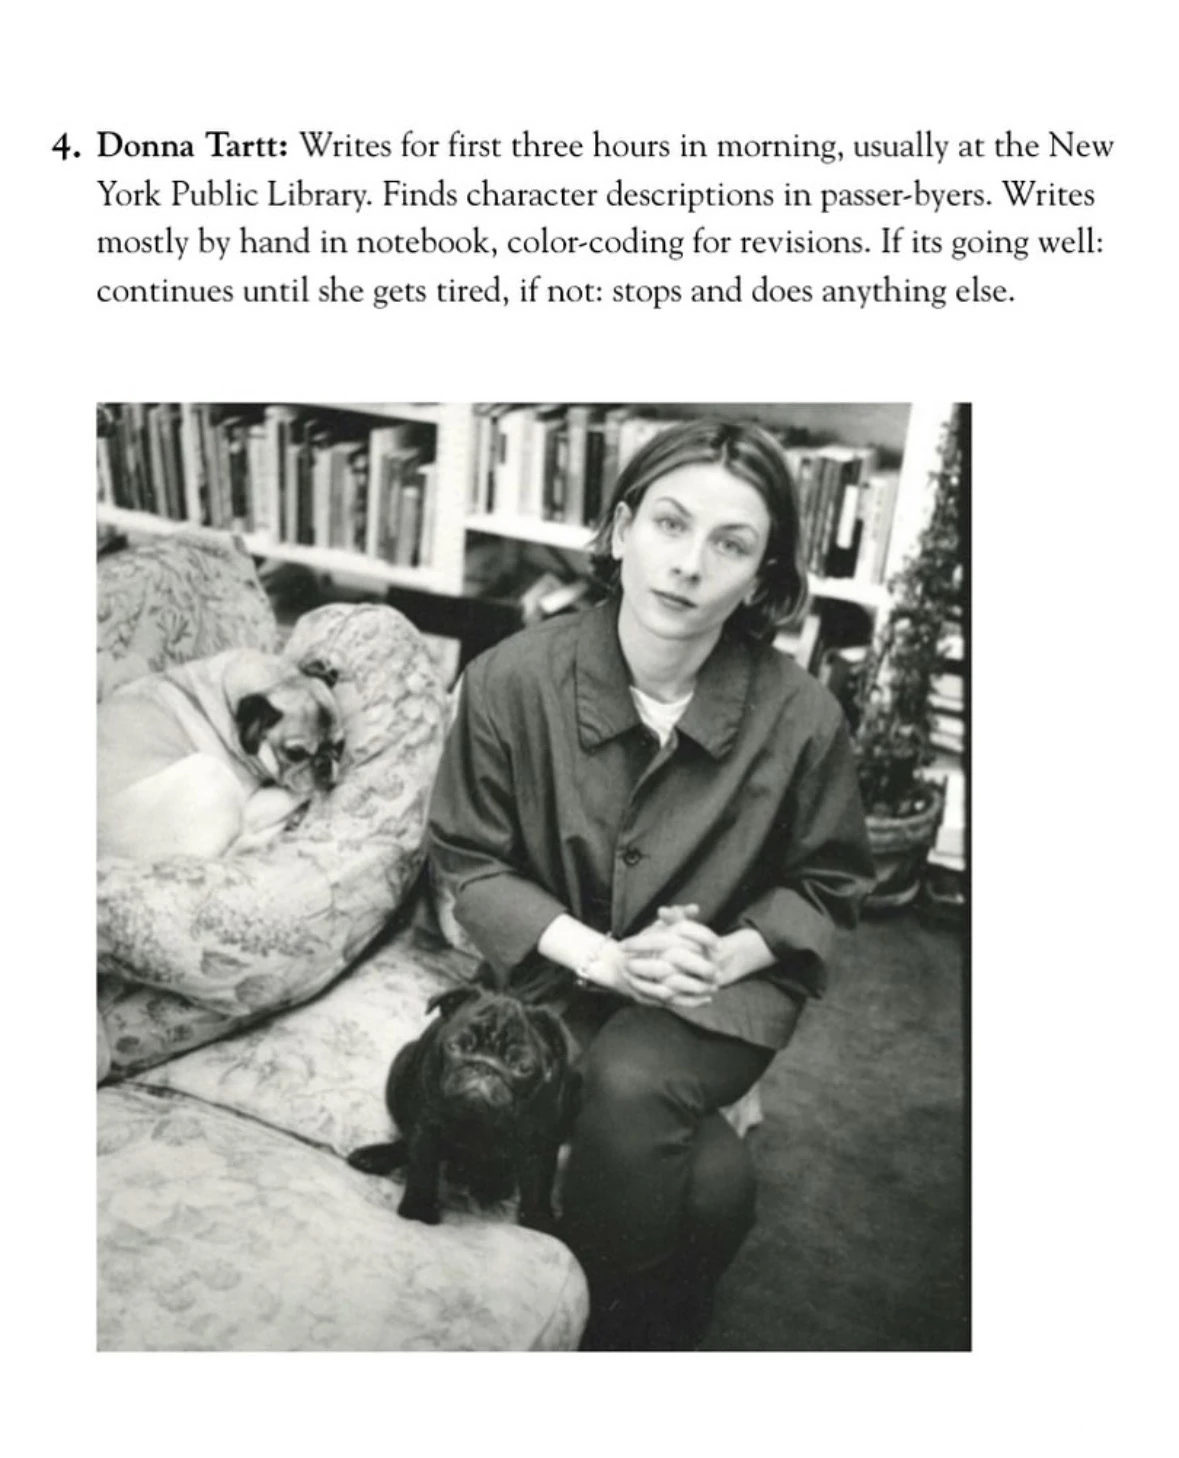 4. Donna Tartt: Writes for first three hours in morning, usually at the New
York Public Library. Finds character descriptions in passer-byers. Writes
mostly by hand in notebook, color-coding for revisions. If its going well:
continues until she gets tired, if not: stops and does anything else.